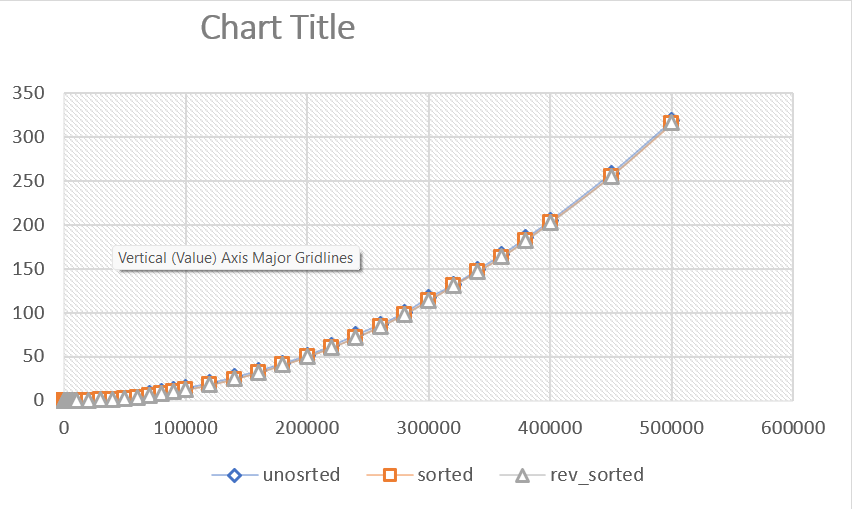 Chart Title
350
300
250
200
Vertical (Value) Axis Major Gridlines
150
100
50
0
0 100000 200000 300000 400000 500000 600000
unosrted sorted rev_sorted